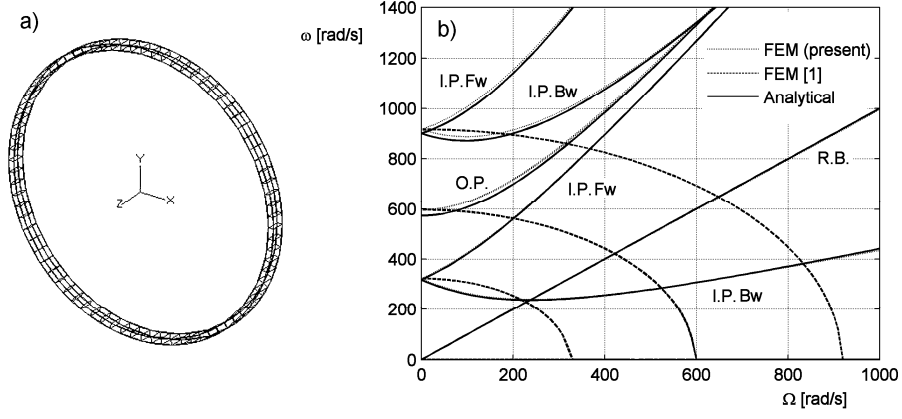 a)
Y
Z
X
ω [rad/s]
b)
1400
1200
1000
800
600
400
200
0
I.P.Fw
I.P.Bw
FEM (present)
FEM [1]
Analytical
R.B.
O.P.
I.P.Fw
I.P.Bw
0
200
400
600
800
1000
Ω [rad/s]